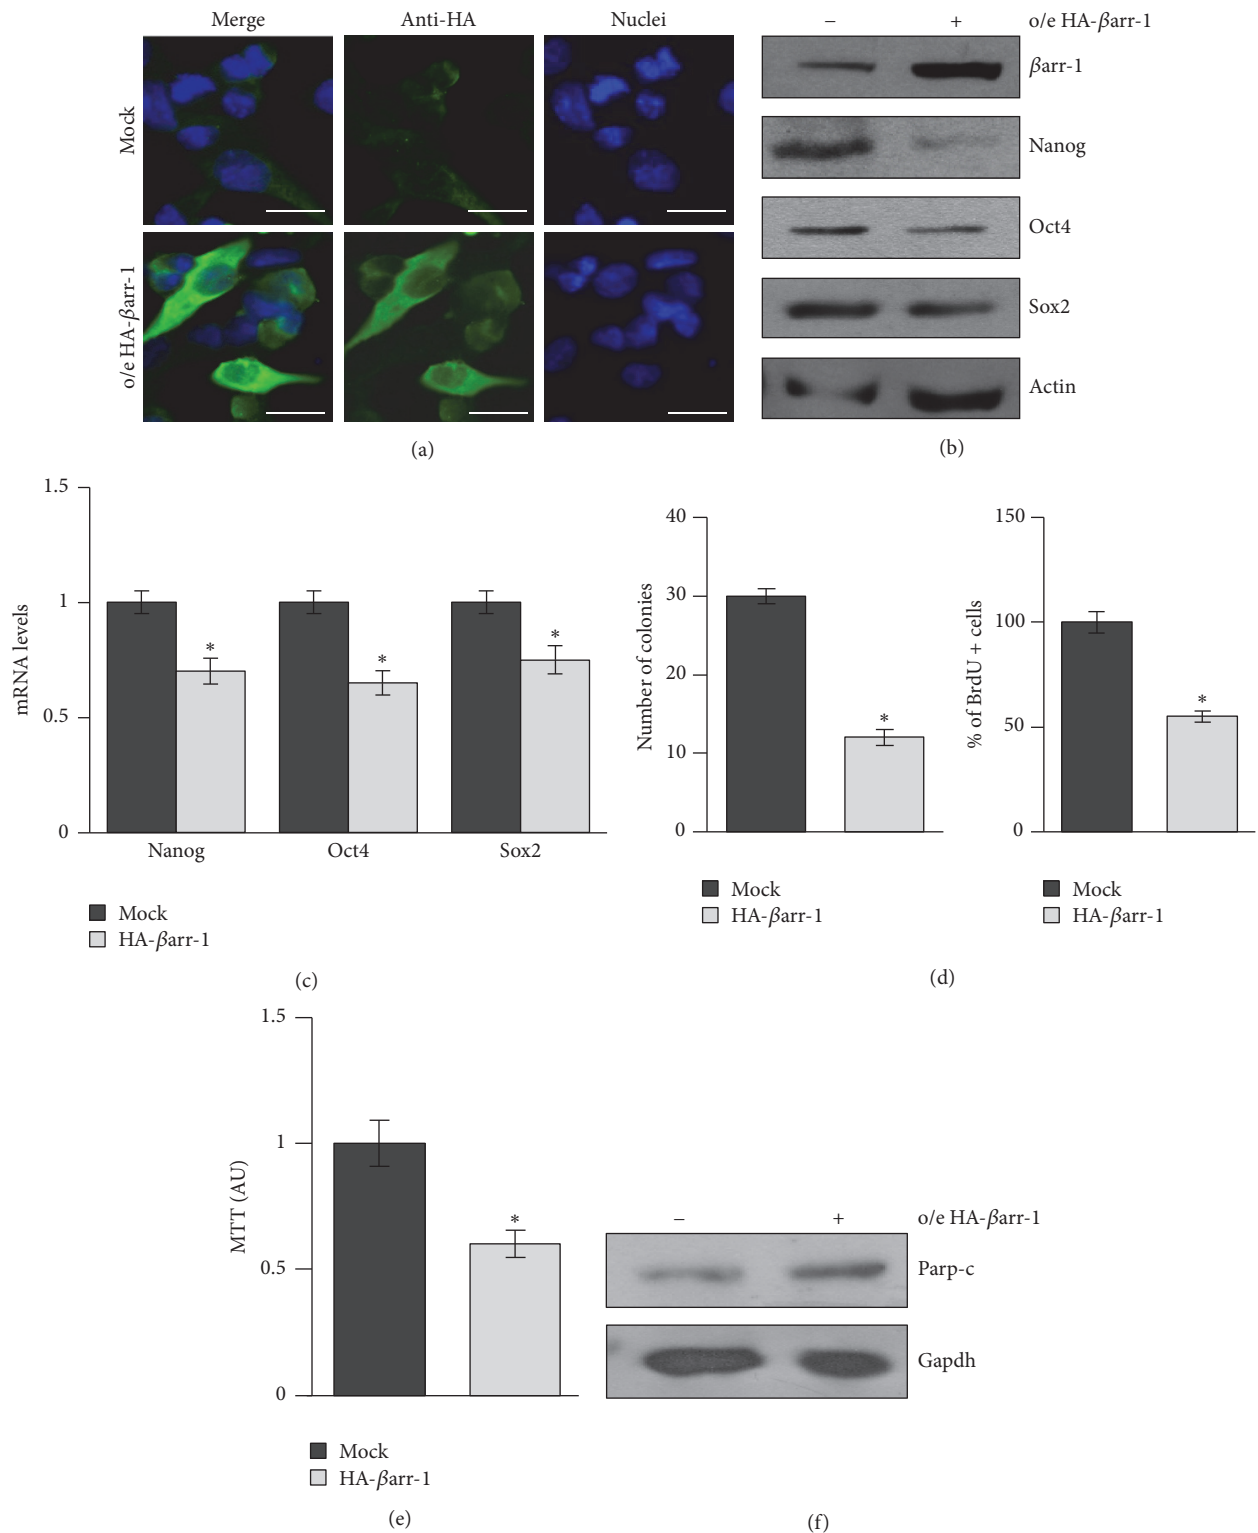 Merge Anti-HA Nuclei
Mock
o/e HA-βarr-1
(a)
− + o/e HA-βarr-1
βarr-1
Nanog
Oct4
Sox2
Actin
(b)
mRNA levels
1.5
1
0.5
0
* * *
Nanog Oct4 Sox2
Mock
HA-βarr-1
(c)
Number of colonies
40
30
20
10
0
*
Mock
HA-βarr-1
% of BrdU + cells
150
100
50
0
*
Mock
HA-βarr-1
(d)
MTT (AU)
1.5
1
0.5
0
*
Mock
HA-βarr-1
(e)
− + o/e HA-βarr-1
Parp-c
Gapdh
(f)